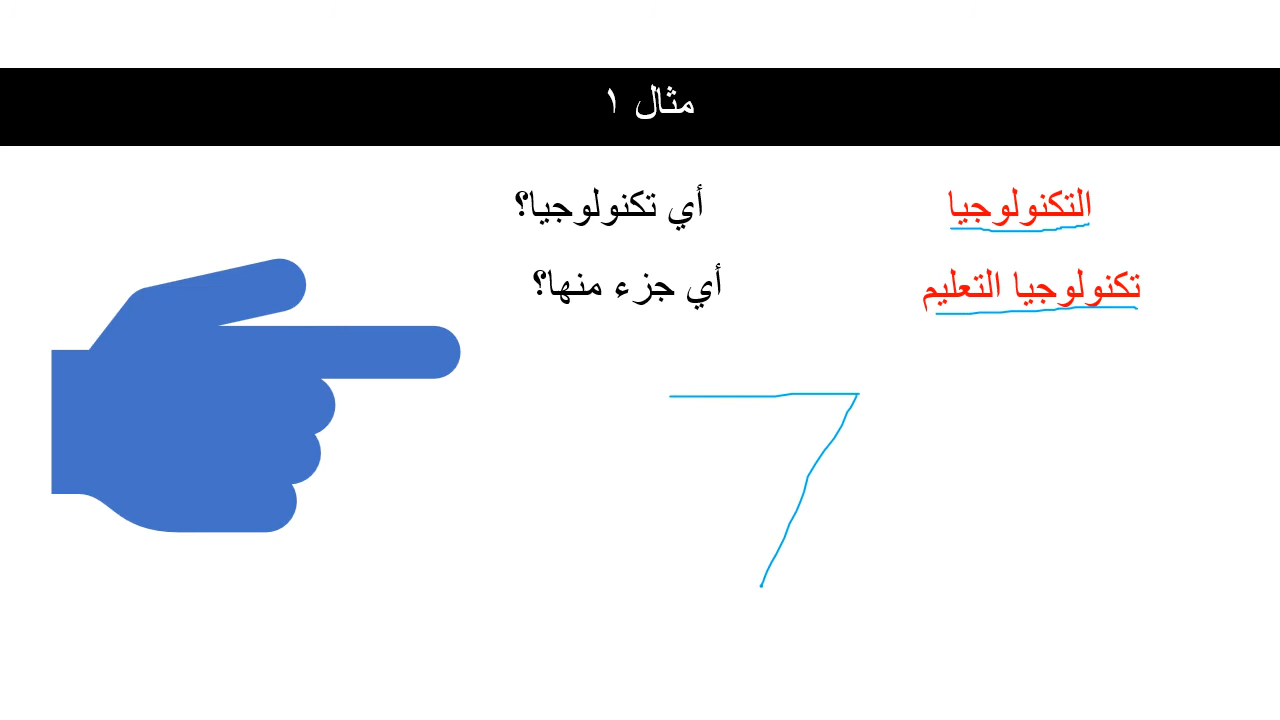 مثال ١
التكنولوجيا أي تكنولوجيا؟
تكنولوجيا التعليم أي جزء منها؟